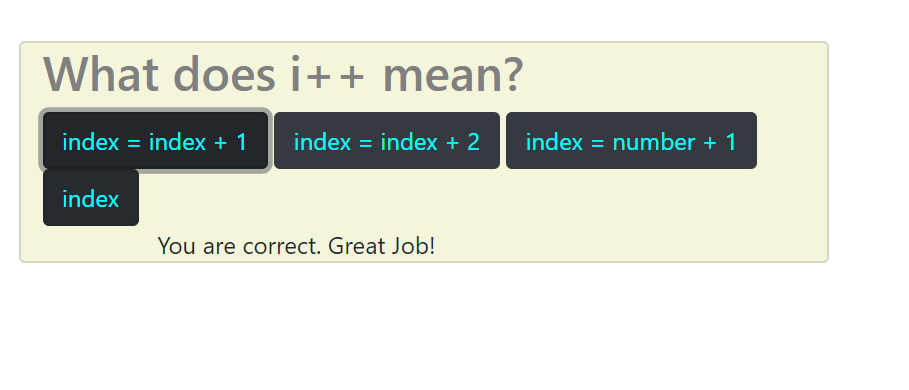 What does i++ mean?
index = index + 1 index = index + 2 index = number + 1
index
You are correct. Great Job!